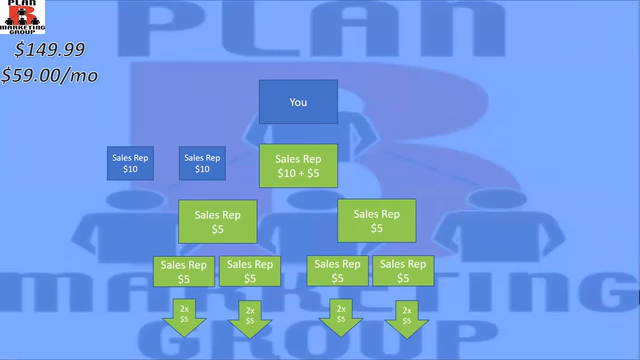 PLAN
B
MARKETING
GROUP
$149.99
$59.00/mo
PLAN
You
Sales Rep
$10
Sales Rep
$10
Sales Rep
$10 + $5
Sales Rep
$5
Sales Rep
$5
Sales Rep
$5
Sales Rep
$5
Sales Rep
$5
Sales Rep
$5
MARKETING
2x
$5
2x
$5
2x
$5
2x
$5
GROUP